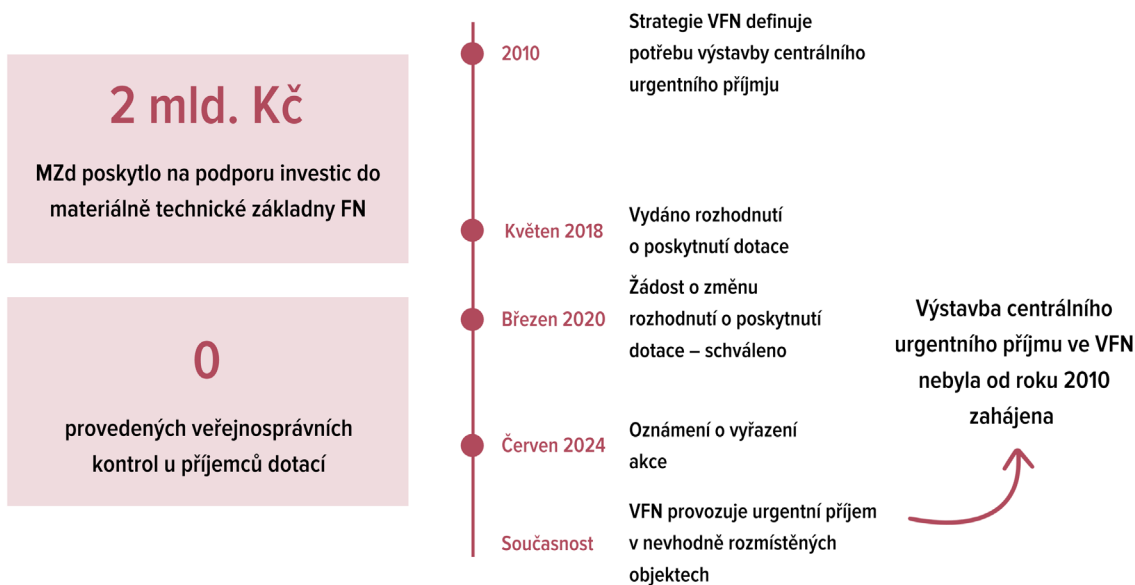 2 mld. Kč
MZd poskytlo na podporu investic do
materiálně technické základny FN
0
provedených veřejnosprávních
kontrol u příjemců dotací
2010
Strategie VFN definuje
potřebu výstavby centrálního
urgentního příjmju
Květen 2018
Vydáno rozhodnutí
o poskytnutí dotace
Březen 2020
Žádost o změnu
rozhodnutí o poskytnutí
dotace – schváleno
Červen 2024
Oznámení o vyřazení
akce
Současnost
VFN provozuje urgentní příjem
v nevhodně rozmístěných
objektech
Výstavba centrálního
urgentního příjmu ve VFN
nebyla od roku 2010
zahájena